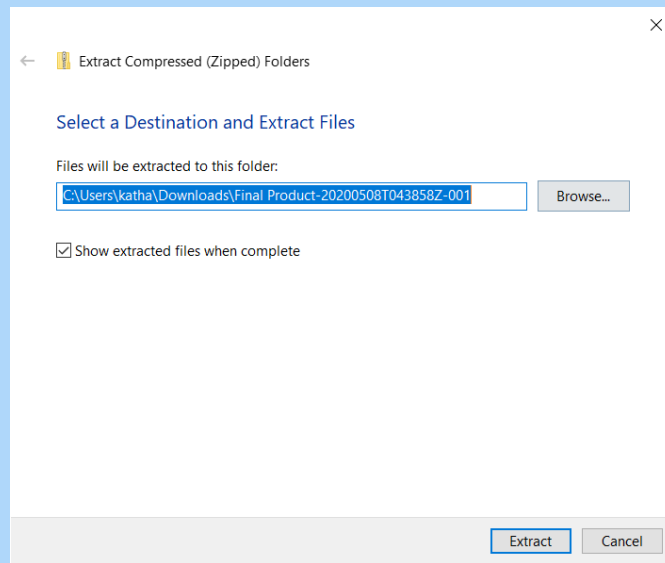 Extract Compressed (Zipped) Folders
Select a Destination and Extract Files
Files will be extracted to this folder:
C:\Users\katha\Downloads\Final Product-20200508T043858Z-001
Browse...
Show extracted files when complete
Extract
Cancel